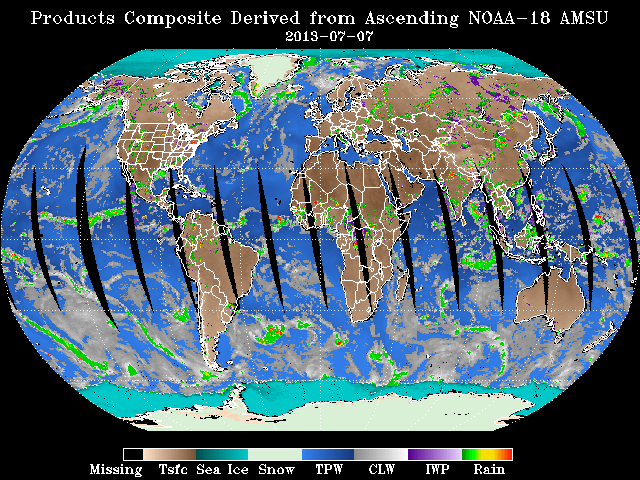 Products Composite Derived from Ascending NOAA-18 AMSU
2013-07-07
Missing Tsfc Sea Ice Snow TPW CLW IWP Rain